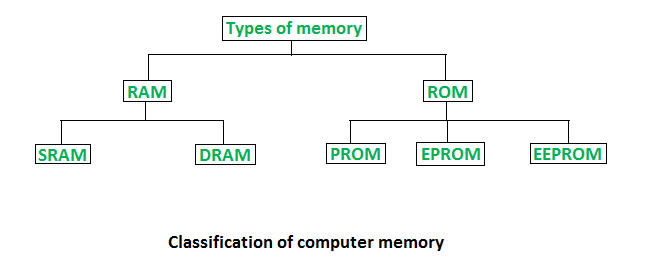 Types of memory
RAM
ROM
SRAM
DRAM
PROM
EPROM
EEPROM
Classification of computer memory